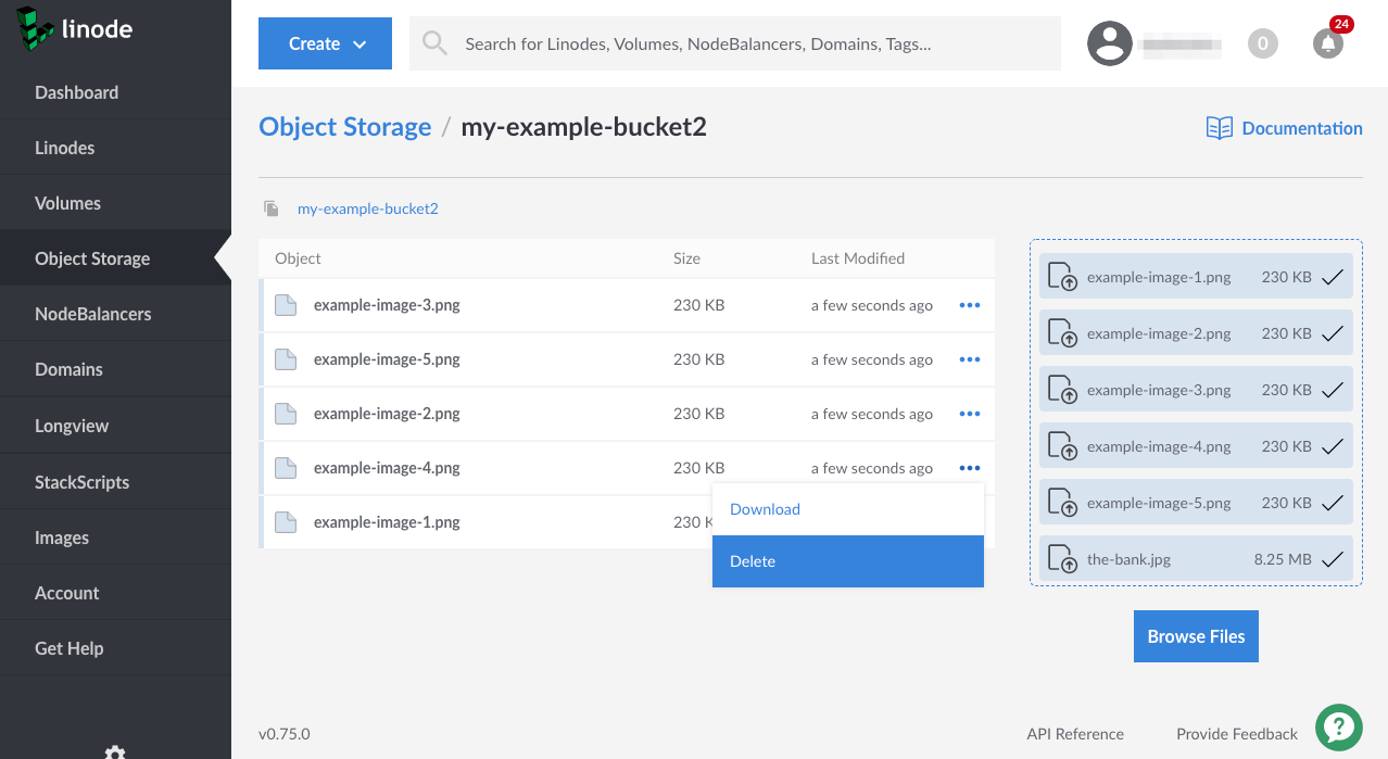 linode
Create
Search for Linodes, Volumes, NodeBalancers, Domains, Tags...
0
24
Dashboard
Linodes
Volumes
Object Storage
NodeBalancers
Domains
Longview
StackScripts
Images
Account
Get Help
Object Storage / my-example-bucket2
Documentation
my-example-bucket2
Object Size Last Modified
example-image-3.png 230 KB a few seconds ago
example-image-5.png 230 KB a few seconds ago
example-image-2.png 230 KB a few seconds ago
example-image-4.png 230 KB a few seconds ago
example-image-1.png 230 K
Download
Delete
example-image-1.png 230 KB
example-image-2.png 230 KB
example-image-3.png 230 KB
example-image-4.png 230 KB
example-image-5.png 230 KB
the-bank.jpg 8.25 MB
Browse Files
v0.75.0
API Reference
Provide Feedback
?